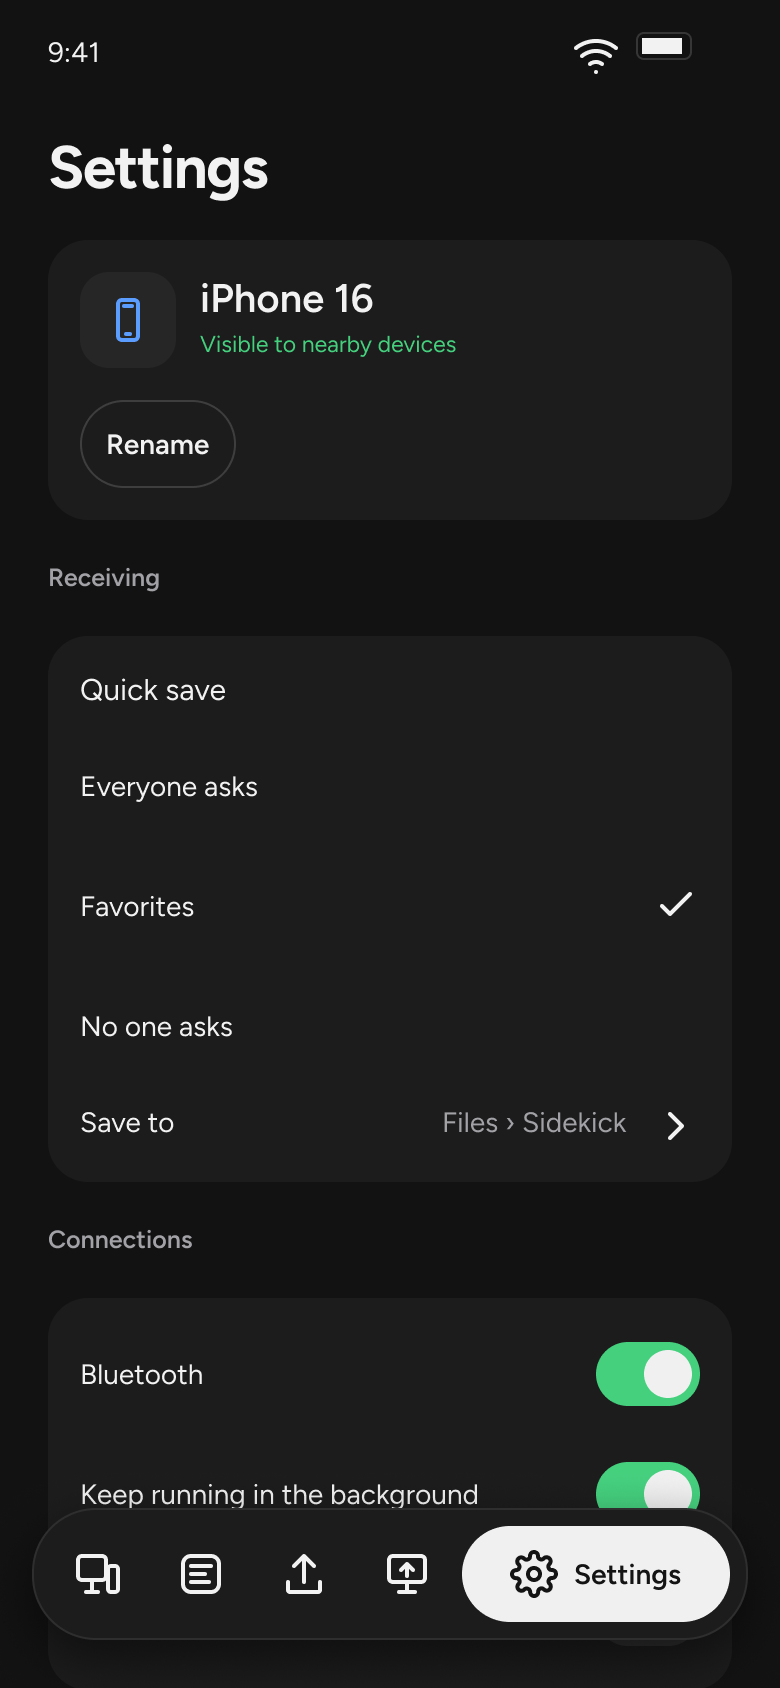 9:41
Settings
iPhone 16
Visible to nearby devices
Rename
Receiving
Quick save
Everyone asks
Favorites
No one asks
Save to Files › Sidekick
Connections
Bluetooth
Keep running in the background
Settings